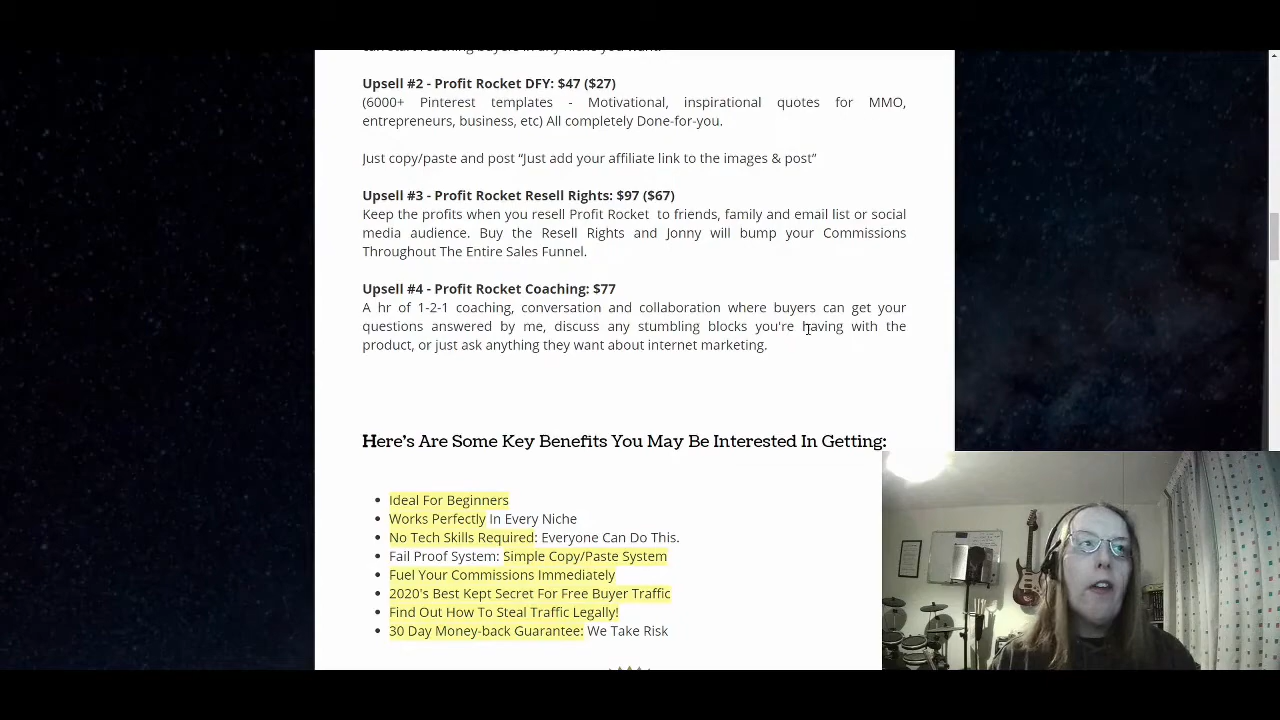 Upsell #2 - Profit Rocket DFY: $47 ($27)
(6000+ Pinterest templates - Motivational, inspirational quotes for MMO,
entrepreneurs, business, etc) All completely Done-for-you.
Just copy/paste and post “Just add your affiliate link to the images & post”
Upsell #3 - Profit Rocket Resell Rights: $97 ($67)
Keep the profits when you resell Profit Rocket to friends, family and email list or social
media audience. Buy the Resell Rights and Jonny will bump your Commissions
Throughout The Entire Sales Funnel.
Upsell #4 - Profit Rocket Coaching: $77
A hr of 1-2-1 coaching, conversation and collaboration where buyers can get your
questions answered by me, discuss any stumbling blocks you're having with the
product, or just ask anything they want about internet marketing.
Here's Are Some Key Benefits You May Be Interested In Getting:
Ideal For Beginners
Works Perfectly In Every Niche
No Tech Skills Required: Everyone Can Do This.
Fail Proof System: Simple Copy/Paste System
Fuel Your Commissions Immediately
2020's Best Kept Secret For Free Buyer Traffic
Find Out How To Steal Traffic Legally!
30 Day Money-back Guarantee: We Take Risk